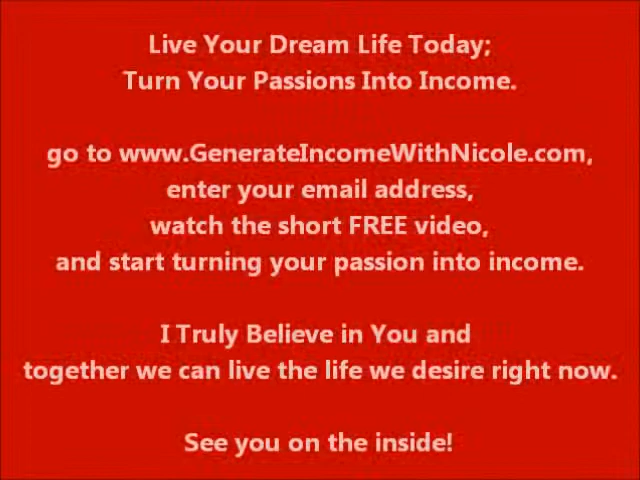 Live Your Dream Life Today;
Turn Your Passions Into Income.
go to www.GenerateIncomeWithNicole.com,
enter your email address,
watch the short FREE video,
and start turning your passion into income.
I Truly Believe in You and
together we can live the life we desire right now.
See you on the inside!